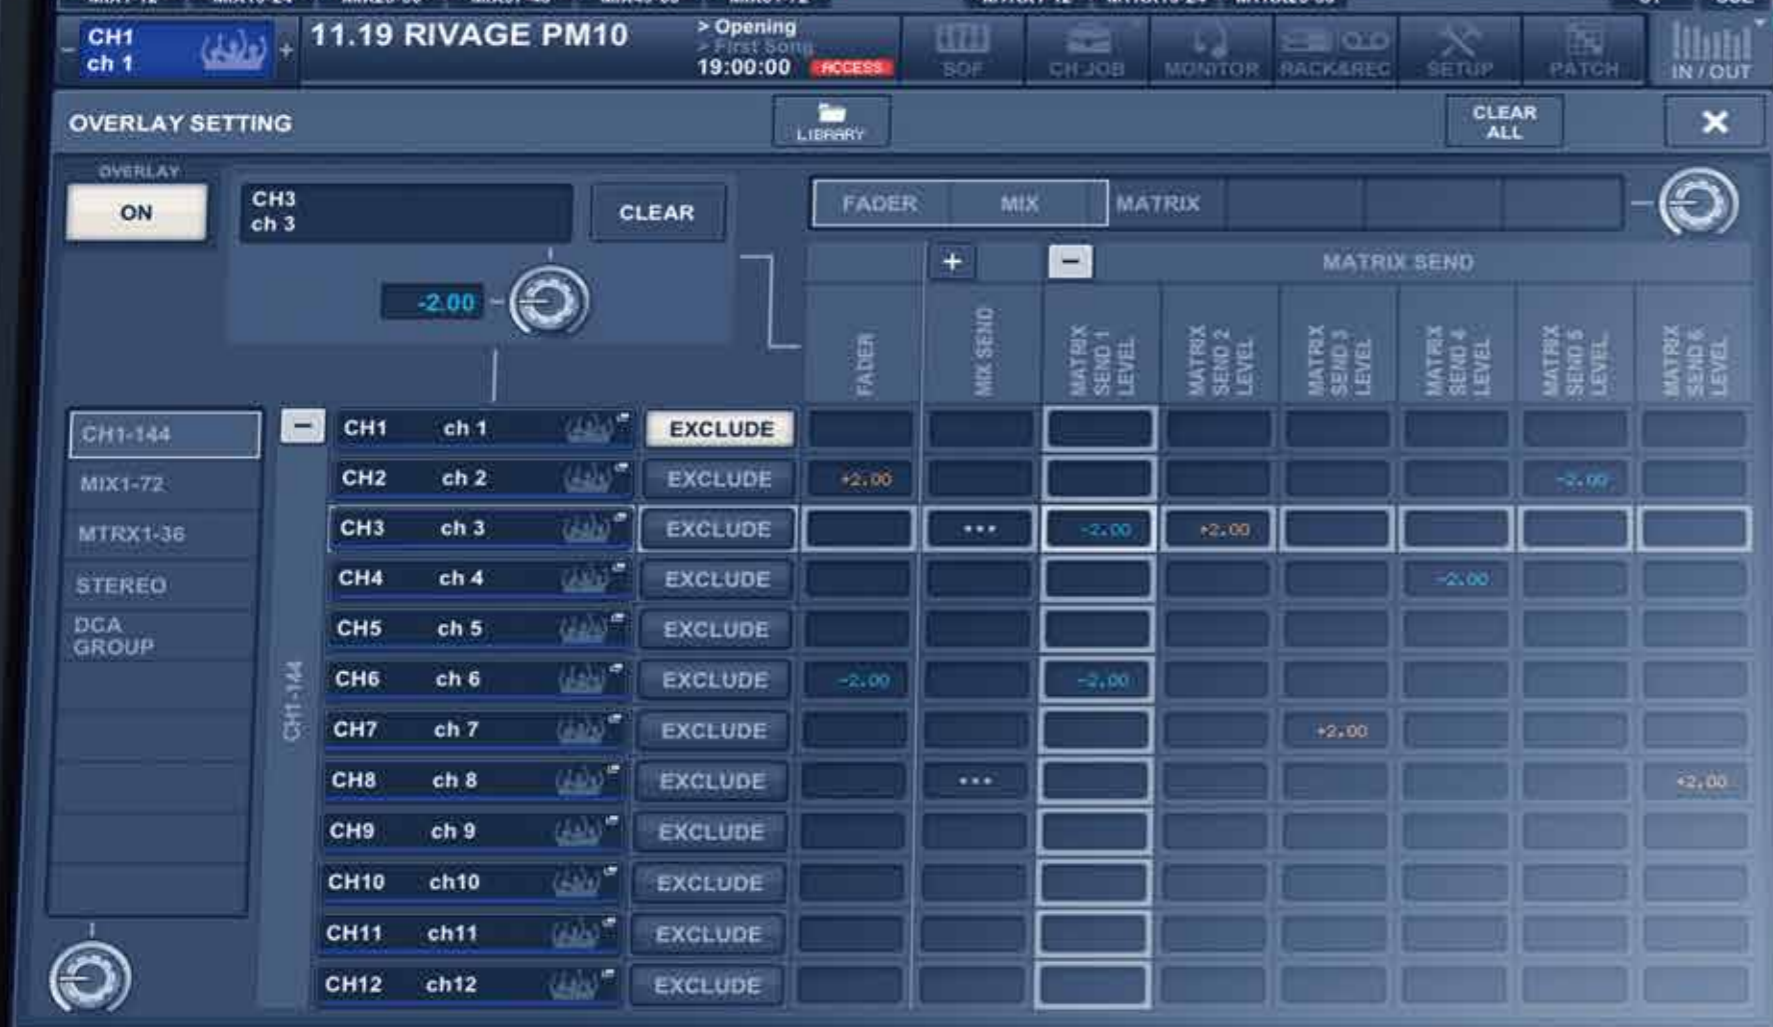 CH1
ch 1
11.19 RIVAGE PM10
> Opening
> First Song
19:00:00 ACCESS
SOF
CH JOB
MONITOR
RACK&REC
SETUP
PATCH
IN / OUT
OVERLAY SETTING
LIBRARY
CLEAR
ALL
OVERLAY
ON
CH3
ch 3
CLEAR
FADER MIX MATRIX
-2.00
+ − MATRIX SEND
FADER
MIX SEND
MATRIX
SEND 1
LEVEL
MATRIX
SEND 2
LEVEL
MATRIX
SEND 3
LEVEL
MATRIX
SEND 4
LEVEL
MATRIX
SEND 5
LEVEL
MATRIX
SEND 6
LEVEL
CH1-144
MIX1-72
MTRX1-36
STEREO
DCA
GROUP
CH1-144
CH1 ch 1 EXCLUDE
CH2 ch 2 EXCLUDE +2.00 -2.00
CH3 ch 3 EXCLUDE ••• -2.00 +2.00
CH4 ch 4 EXCLUDE -2.00
CH5 ch 5 EXCLUDE
CH6 ch 6 EXCLUDE -2.00 -2.00
CH7 ch 7 EXCLUDE +2.00
CH8 ch 8 EXCLUDE ••• +2.00
CH9 ch 9 EXCLUDE
CH10 ch10 EXCLUDE
CH11 ch11 EXCLUDE
CH12 ch12 EXCLUDE